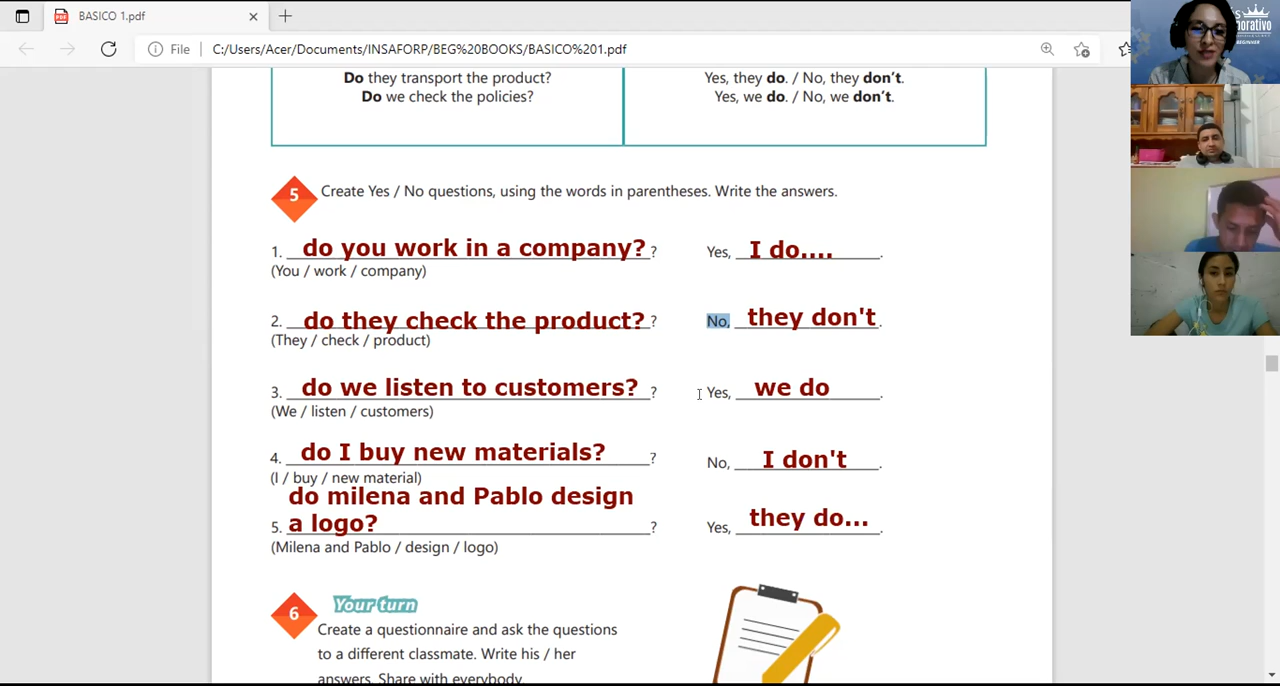 BASICO 1.pdf
File C:/Users/Acer/Documents/INSAFORP/BEG%20BOOKS/BASICO%201.pdf
BEGINNER
Do they transport the product? Yes, they do. / No, they don't.
Do we check the policies? Yes, we do. / No, we don't.
5 Create Yes / No questions, using the words in parentheses. Write the answers.
1. do you work in a company? ? Yes, I do.... .
(You / work / company)
2. do they check the product? ? No, they don't .
(They / check / product)
3. do we listen to customers? ? Yes, we do .
(We / listen / customers)
4. do I buy new materials? ? No, I don't .
(I / buy / new material)
do milena and Pablo design
5. a logo? ? Yes, they do... .
(Milena and Pablo / design / logo)
6 Your turn
Create a questionnaire and ask the questions
to a different classmate. Write his / her
answers. Share with everybody.